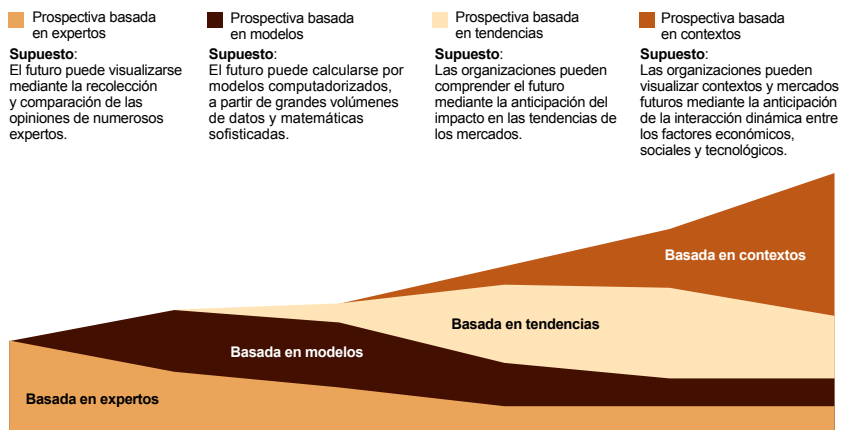 Prospectiva basada
en expertos
Supuesto:
El futuro puede visualizarse
mediante la recolección
y comparación de las
opiniones de numerosos
expertos.
Prospectiva basada
en modelos
Supuesto:
El futuro puede calcularse por
modelos computadorizados,
a partir de grandes volúmenes
de datos y matemáticas
sofisticadas.
Prospectiva basada
en tendencias
Supuesto:
Las organizaciones pueden
comprender el futuro
mediante la anticipación del
impacto en las tendencias de
los mercados.
Prospectiva basada
en contextos
Supuesto:
Las organizaciones pueden
visualizar contextos y mercados
futuros mediante la anticipación
de la interacción dinámica entre
los factores económicos,
sociales y tecnológicos.
Basada en contextos
Basada en tendencias
Basada en modelos
Basada en expertos